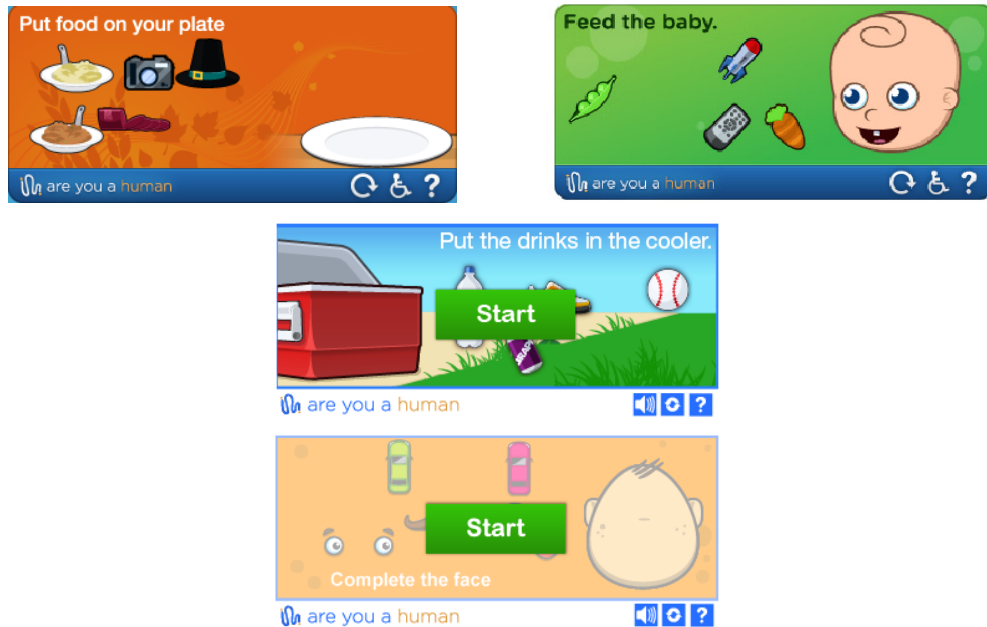 Put food on your plate
are you a human
?
Feed the baby.
are you a human
?
Put the drinks in the cooler.
Start
GRAPE
are you a human
?
Start
Complete the face
are you a human
?